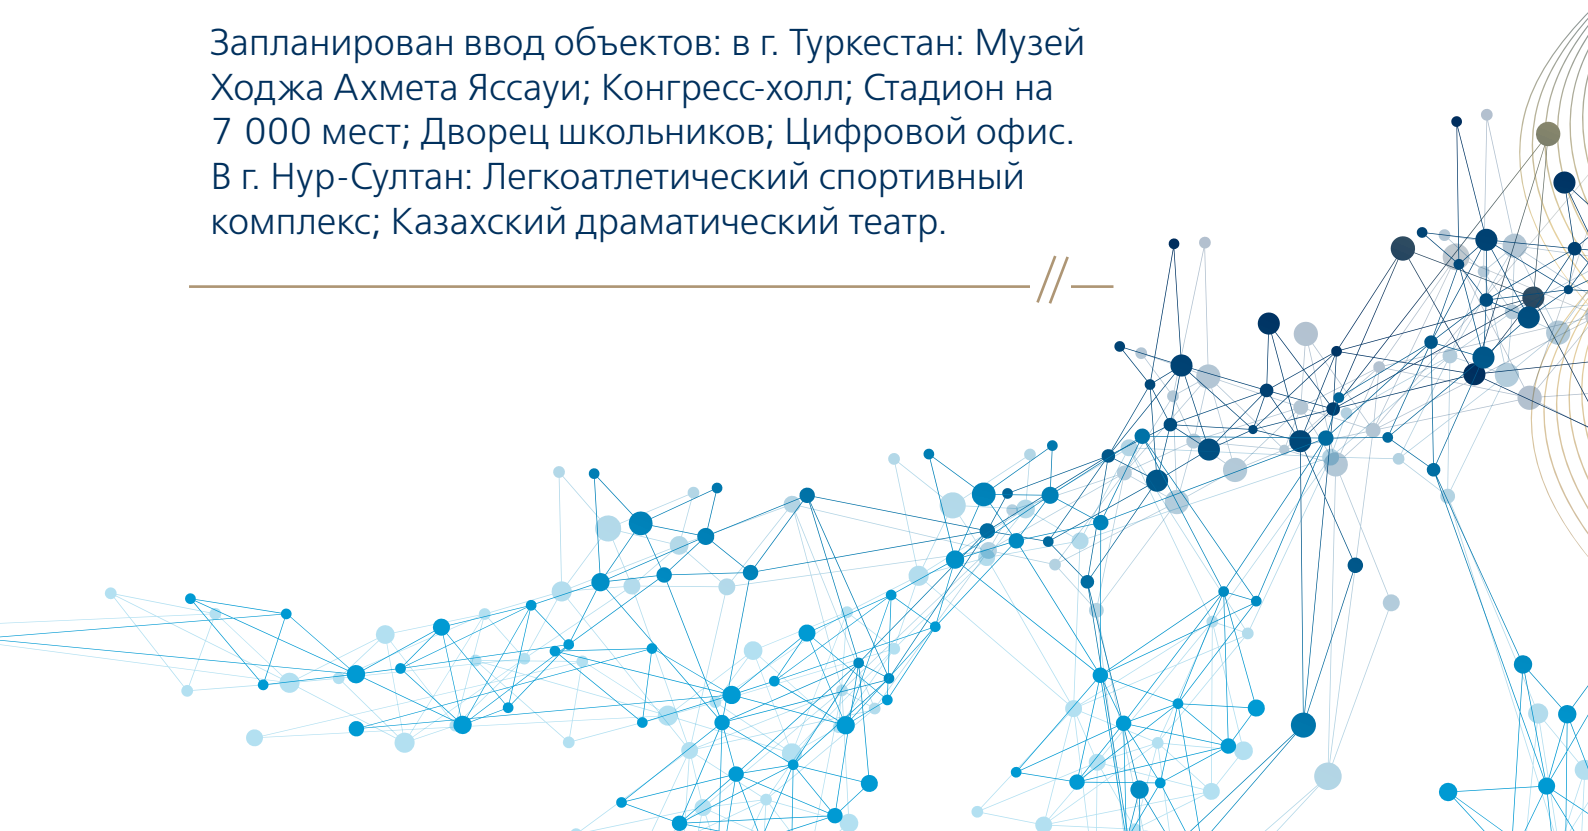 Запланирован ввод объектов: в г. Туркестан: Музей
Ходжа Ахмета Яссауи; Конгресс-холл; Стадион на
7 000 мест; Дворец школьников; Цифровой офис.
В г. Нур-Султан: Легкоатлетический спортивный
комплекс; Казахский драматический театр.